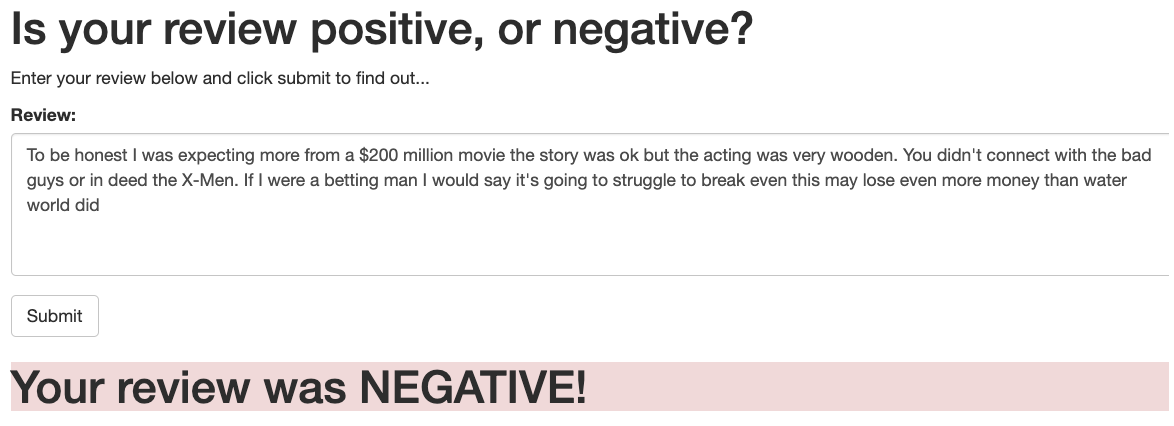 Is your review positive, or negative?
Enter your review below and click submit to find out...
Review:
To be honest I was expecting more from a $200 million movie the story was ok but the acting was very wooden. You didn't connect with the bad
guys or in deed the X-Men. If I were a betting man I would say it's going to struggle to break even this may lose even more money than water
world did
Submit
Your review was NEGATIVE!